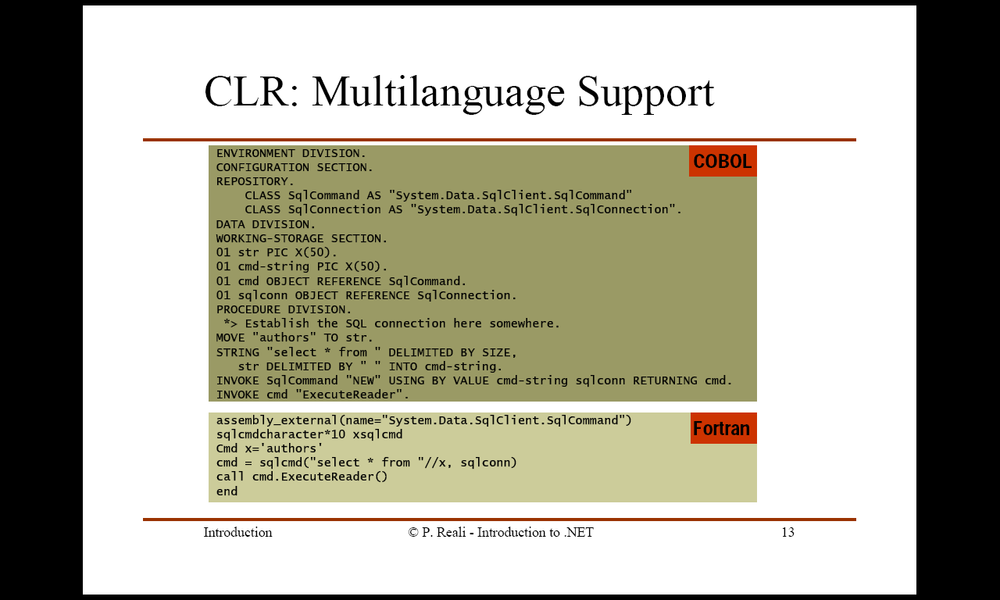 CLR: Multilanguage Support
COBOL
ENVIRONMENT DIVISION.
CONFIGURATION SECTION.
REPOSITORY.
    CLASS SqlCommand AS "System.Data.SqlClient.SqlCommand"
    CLASS SqlConnection AS "System.Data.SqlClient.SqlConnection".
DATA DIVISION.
WORKING-STORAGE SECTION.
01 str PIC X(50).
01 cmd-string PIC X(50).
01 cmd OBJECT REFERENCE SqlCommand.
01 sqlconn OBJECT REFERENCE SqlConnection.
PROCEDURE DIVISION.
 *> Establish the SQL connection here somewhere.
MOVE "authors" TO str.
STRING "select * from " DELIMITED BY SIZE,
   str DELIMITED BY " " INTO cmd-string.
INVOKE SqlCommand "NEW" USING BY VALUE cmd-string sqlconn RETURNING cmd.
INVOKE cmd "ExecuteReader".
Fortran
assembly_external(name="System.Data.SqlClient.SqlCommand")
sqlcmdcharacter*10 xsqlcmd
Cmd x='authors'
cmd = sqlcmd("select * from "//x, sqlconn)
call cmd.ExecuteReader()
end
Introduction
© P. Reali - Introduction to .NET
13